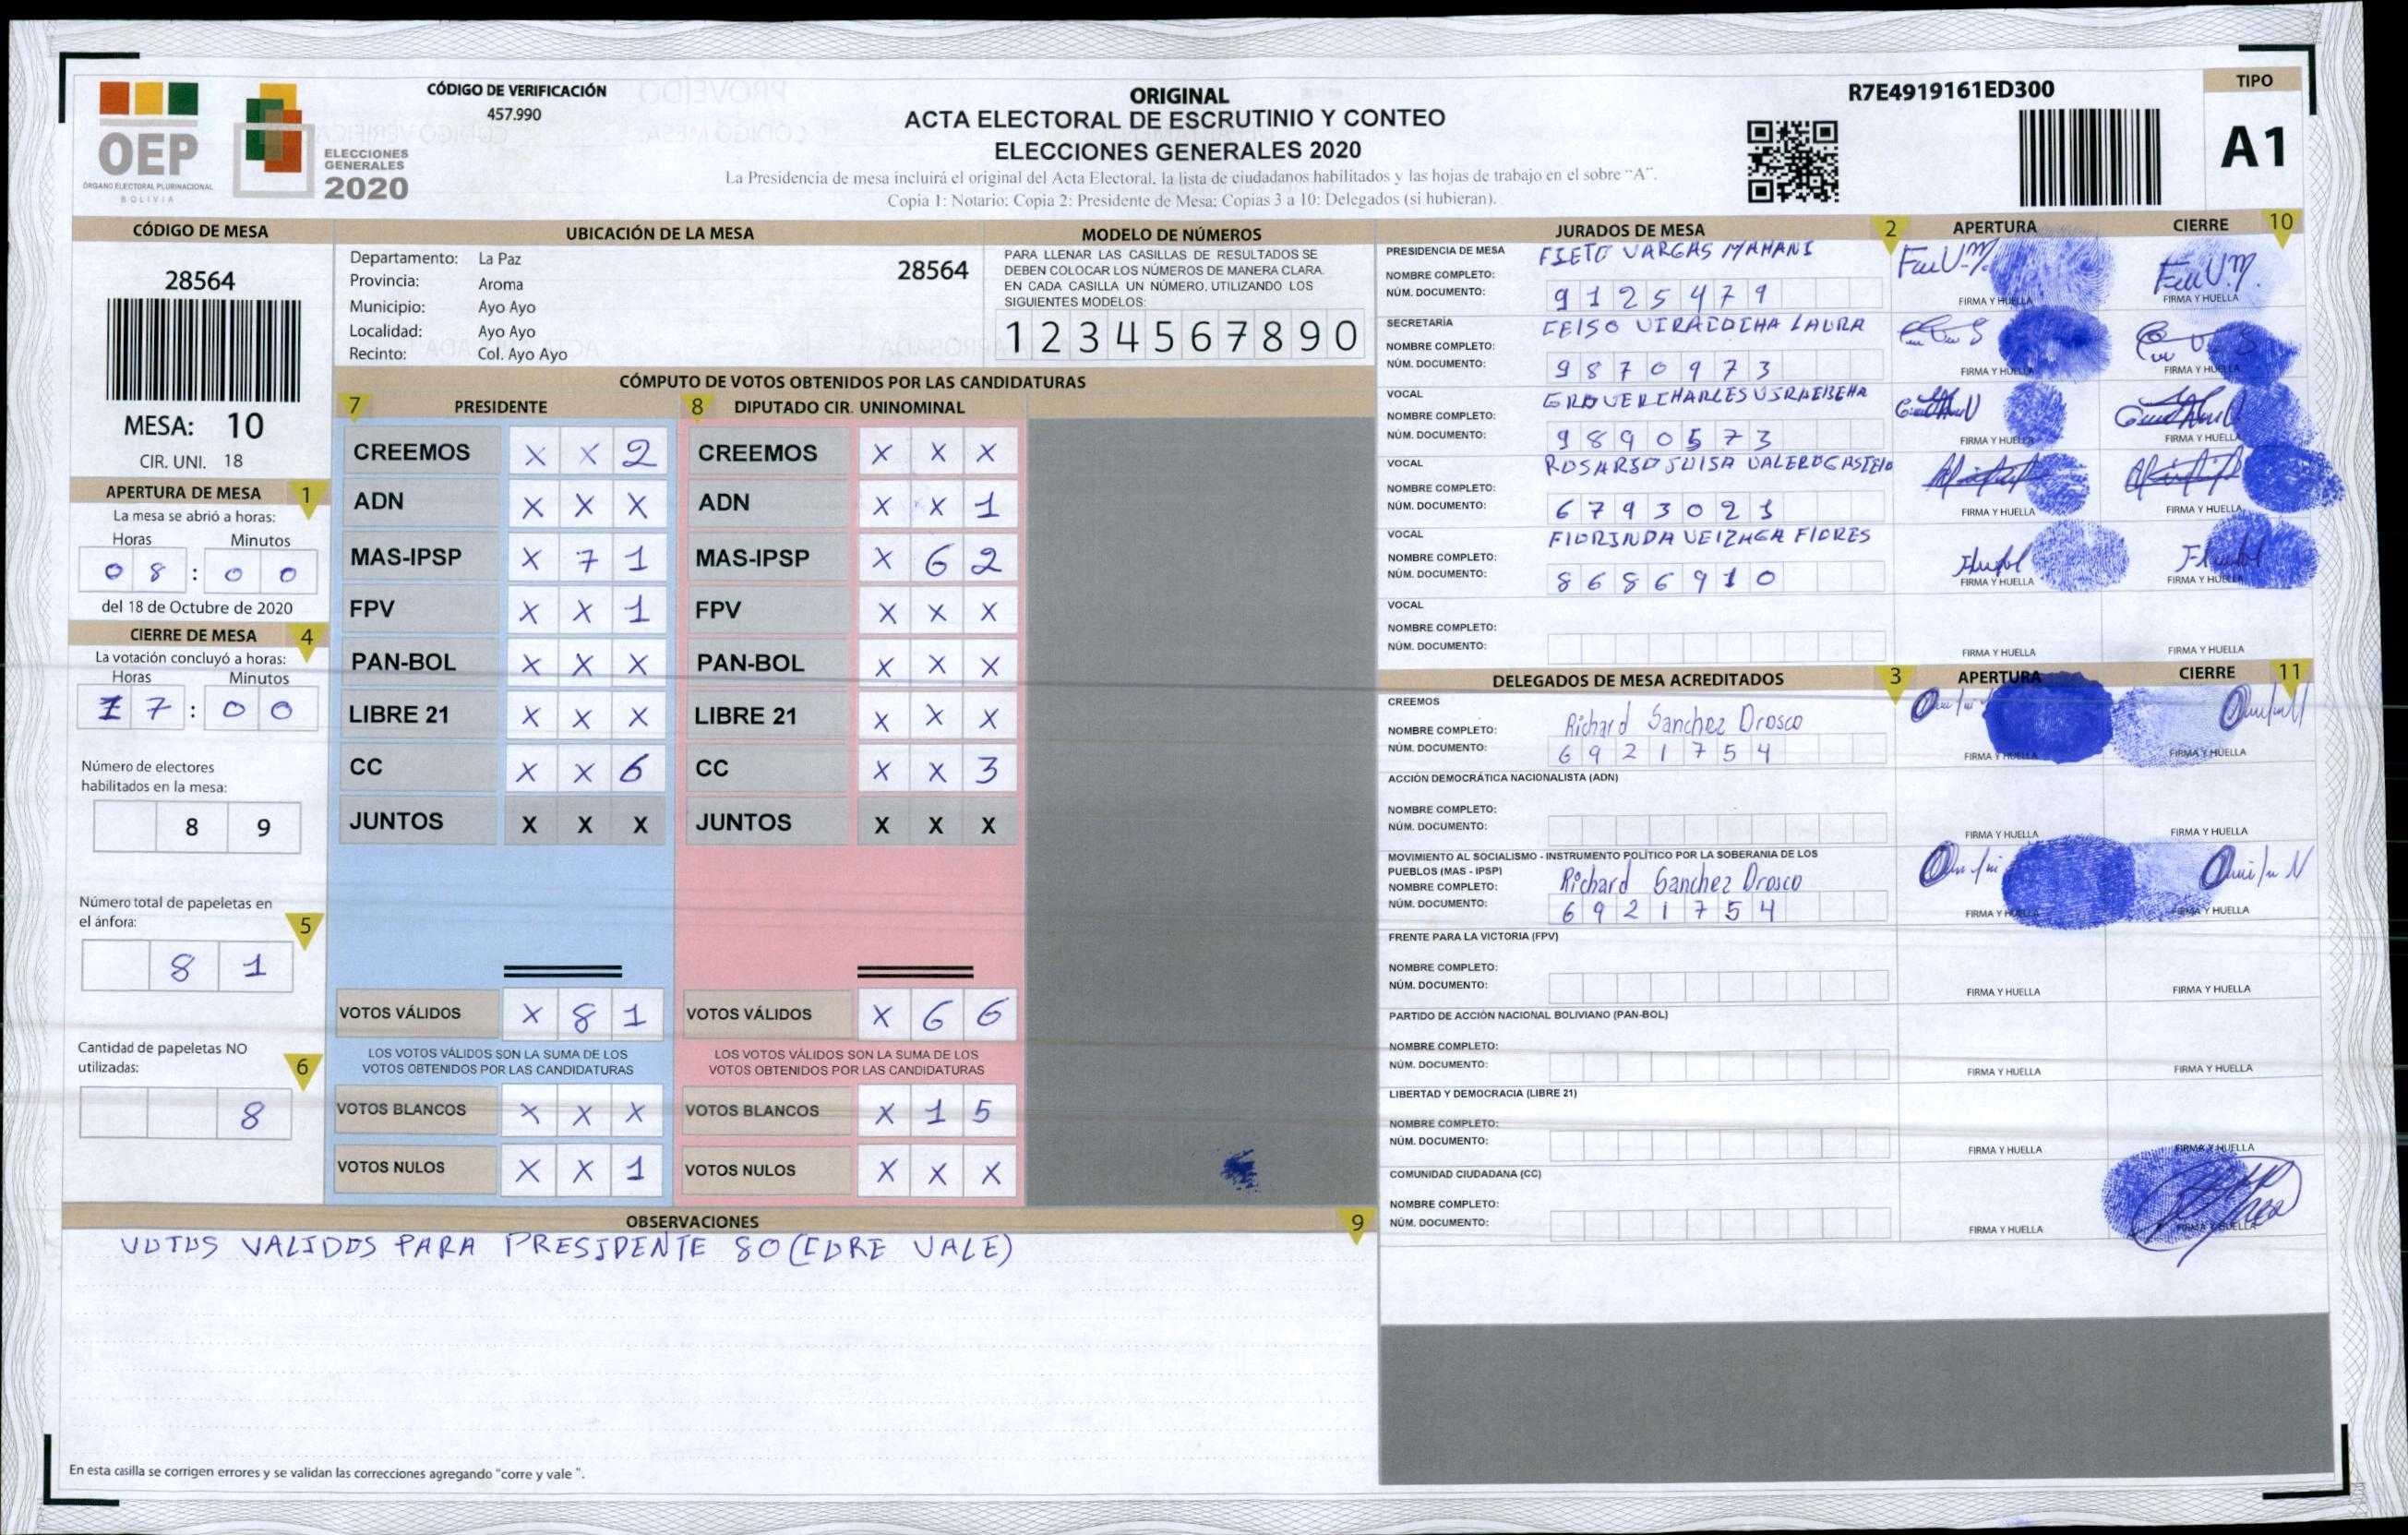 CÓDIGO DE VERIFICACIÓN
457.990
OEP
ÓRGANO ELECTORAL PLURINACIONAL
BOLIVIA
ELECCIONES
GENERALES
2020
ORIGINAL
ACTA ELECTORAL DE ESCRUTINIO Y CONTEO
ELECCIONES GENERALES 2020
La Presidencia de mesa incluirá el original del Acta Electoral, la lista de ciudadanos habilitados y las hojas de trabajo en el sobre “A”.
Copia 1: Notario; Copia 2: Presidente de Mesa; Copias 3 a 10: Delegados (si hubieran).
R7E4919161ED300
TIPO
A1
CÓDIGO DE MESA
28564
MESA: 10
CIR. UNI. 18
UBICACIÓN DE LA MESA
Departamento: La Paz
Provincia: Aroma
Municipio: Ayo Ayo
Localidad: Ayo Ayo
Recinto: Col. Ayo Ayo
28564
MODELO DE NÚMEROS
PARA LLENAR LAS CASILLAS DE RESULTADOS SE
DEBEN COLOCAR LOS NÚMEROS DE MANERA CLARA.
EN CADA CASILLA UN NÚMERO, UTILIZANDO LOS
SIGUIENTES MODELOS:
1 2 3 4 5 6 7 8 9 0
APERTURA DE MESA 1
La mesa se abrió a horas:
Horas Minutos
0 8 : 0 0
del 18 de Octubre de 2020
CIERRE DE MESA 4
La votación concluyó a horas:
Horas Minutos
1 7 : 0 0
Número de electores
habilitados en la mesa:
8 9
Número total de papeletas en
el ánfora: 5
8 1
Cantidad de papeletas NO
utilizadas: 6
8
CÓMPUTO DE VOTOS OBTENIDOS POR LAS CANDIDATURAS
7 PRESIDENTE
CREEMOS X X 2
ADN X X X
MAS-IPSP X 7 1
FPV X X 1
PAN-BOL X X X
LIBRE 21 X X X
CC X X 6
JUNTOS X X X
VOTOS VÁLIDOS X 8 1
LOS VOTOS VÁLIDOS SON LA SUMA DE LOS
VOTOS OBTENIDOS POR LAS CANDIDATURAS
VOTOS BLANCOS X X X
VOTOS NULOS X X 1
8 DIPUTADO CIR. UNINOMINAL
CREEMOS X X X
ADN X X 1
MAS-IPSP X 6 2
FPV X X X
PAN-BOL X X X
LIBRE 21 X X X
CC X X 3
JUNTOS X X X
VOTOS VÁLIDOS X 6 6
LOS VOTOS VÁLIDOS SON LA SUMA DE LOS
VOTOS OBTENIDOS POR LAS CANDIDATURAS
VOTOS BLANCOS X 1 5
VOTOS NULOS X X X
OBSERVACIONES 9
VOTOS VALIDOS PARA PRESIDENTE 80 (CORE VALE)
En esta casilla se corrigen errores y se validan las correcciones agregando "corre y vale ".
JURADOS DE MESA 2 APERTURA CIERRE 10
PRESIDENCIA DE MESA
NOMBRE COMPLETO: VARGAS MAMANI
NÚM. DOCUMENTO: 9 1 2 5 4 7 9
FIRMA Y HUELLA FIRMA Y HUELLA
SECRETARÍA
NOMBRE COMPLETO: CELSO VIRACOCHA LAURA
NÚM. DOCUMENTO: 9 8 7 0 9 7 3
FIRMA Y HUELLA FIRMA Y HUELLA
VOCAL
NOMBRE COMPLETO: GROVER CHARLES
NÚM. DOCUMENTO: 9 8 9 0 5 7 3
FIRMA Y HUELLA FIRMA Y HUELLA
VOCAL
NOMBRE COMPLETO: ROSARIO LUISA VALERO
NÚM. DOCUMENTO: 6 7 9 3 0 2 1
FIRMA Y HUELLA FIRMA Y HUELLA
VOCAL
NOMBRE COMPLETO: FLORINDA VEIZAGA FLORES
NÚM. DOCUMENTO: 8 6 8 6 9 1 0
FIRMA Y HUELLA FIRMA Y HUELLA
VOCAL
NOMBRE COMPLETO:
NÚM. DOCUMENTO:
FIRMA Y HUELLA FIRMA Y HUELLA
DELEGADOS DE MESA ACREDITADOS 3 APERTURA CIERRE 11
CREEMOS
NOMBRE COMPLETO: Richard Sanchez Orosco
NÚM. DOCUMENTO: 6 9 2 1 7 5 4
FIRMA Y HUELLA FIRMA Y HUELLA
ACCIÓN DEMOCRÁTICA NACIONALISTA (ADN)
NOMBRE COMPLETO:
NÚM. DOCUMENTO:
FIRMA Y HUELLA FIRMA Y HUELLA
MOVIMIENTO AL SOCIALISMO - INSTRUMENTO POLÍTICO POR LA SOBERANIA DE LOS
PUEBLOS (MAS - IPSP)
NOMBRE COMPLETO: Richard Sanchez Orosco
NÚM. DOCUMENTO: 6 9 2 1 7 5 4
FIRMA Y HUELLA FIRMA Y HUELLA
FRENTE PARA LA VICTORIA (FPV)
NOMBRE COMPLETO:
NÚM. DOCUMENTO:
FIRMA Y HUELLA FIRMA Y HUELLA
PARTIDO DE ACCIÓN NACIONAL BOLIVIANO (PAN-BOL)
NOMBRE COMPLETO:
NÚM. DOCUMENTO:
FIRMA Y HUELLA FIRMA Y HUELLA
LIBERTAD Y DEMOCRACIA (LIBRE 21)
NOMBRE COMPLETO:
NÚM. DOCUMENTO:
FIRMA Y HUELLA FIRMA Y HUELLA
COMUNIDAD CIUDADANA (CC)
NOMBRE COMPLETO:
NÚM. DOCUMENTO:
FIRMA Y HUELLA FIRMA Y HUELLA